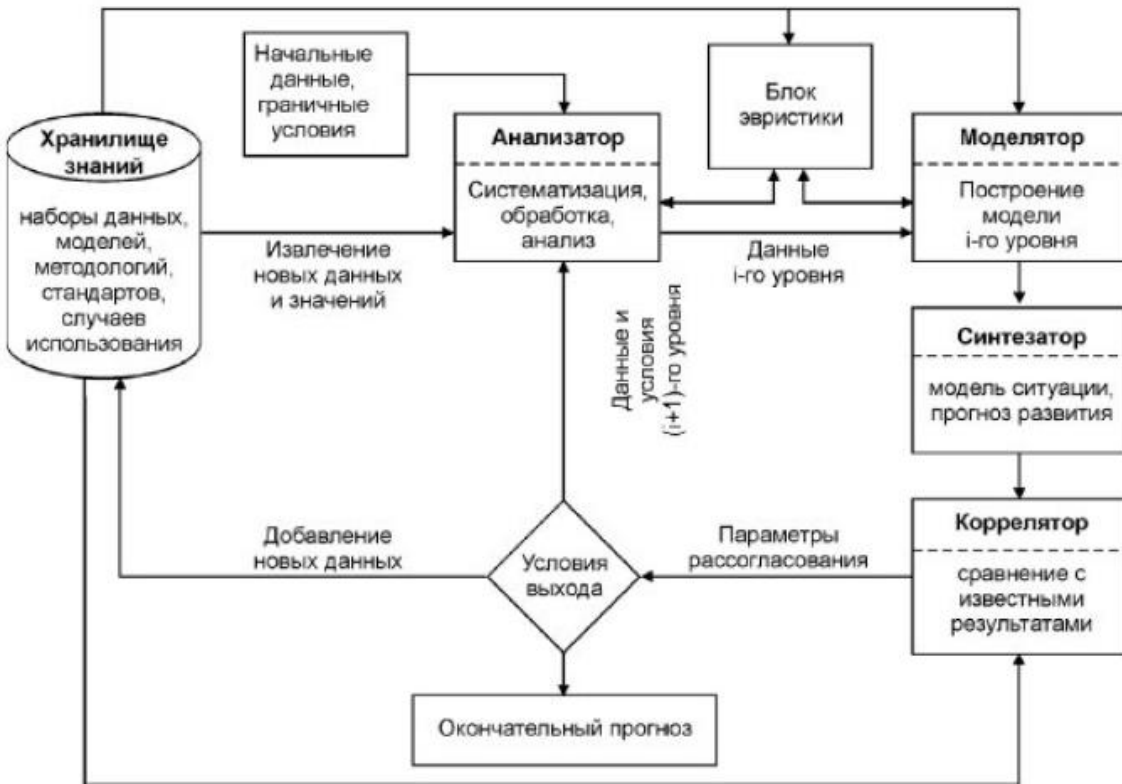 Начальные
данные,
граничные
условия
Блок
эвристики
Хранилище
знаний
наборы данных,
моделей,
методологий,
стандартов,
случаев
использования
Анализатор
Систематизация,
обработка,
анализ
Моделятор
Построение
модели
i-го уровня
Извлечение
новых данных
и значений
Данные
i-го уровня
Данные и
условия
(i+1)-го уровня
Синтезатор
модель ситуации,
прогноз развития
Добавление
новых данных
Условия
выхода
Параметры
рассогласования
Коррелятор
сравнение с
известными
результатами
Окончательный прогноз